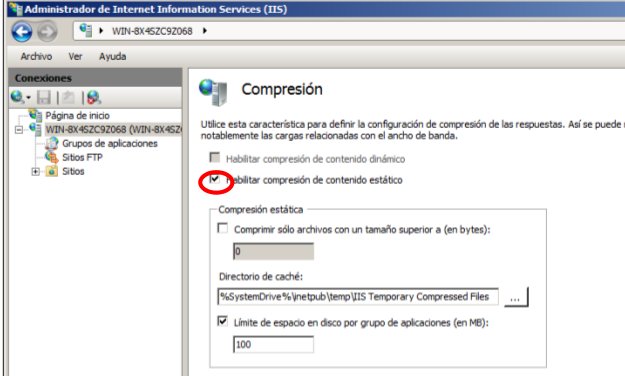 Administrador de Internet Information Services (IIS)
WIN-8X4SZC9Z068
Archivo Ver Ayuda
Conexiones
Página de inicio
WIN-8X4SZC9Z068 (WIN-8X4SZ
Grupos de aplicaciones
Sitios FTP
Sitios
Compresión
Utilice esta característica para definir la configuración de compresión de las respuestas. Así se puede
notablemente las cargas relacionadas con el ancho de banda.
Habilitar compresión de contenido dinámico
Habilitar compresión de contenido estático
Compresión estática
Comprimir sólo archivos con un tamaño superior a (en bytes):
0
Directorio de caché:
%SystemDrive%\inetpub\temp\IIS Temporary Compressed Files ...
Límite de espacio en disco por grupo de aplicaciones (en MB):
100